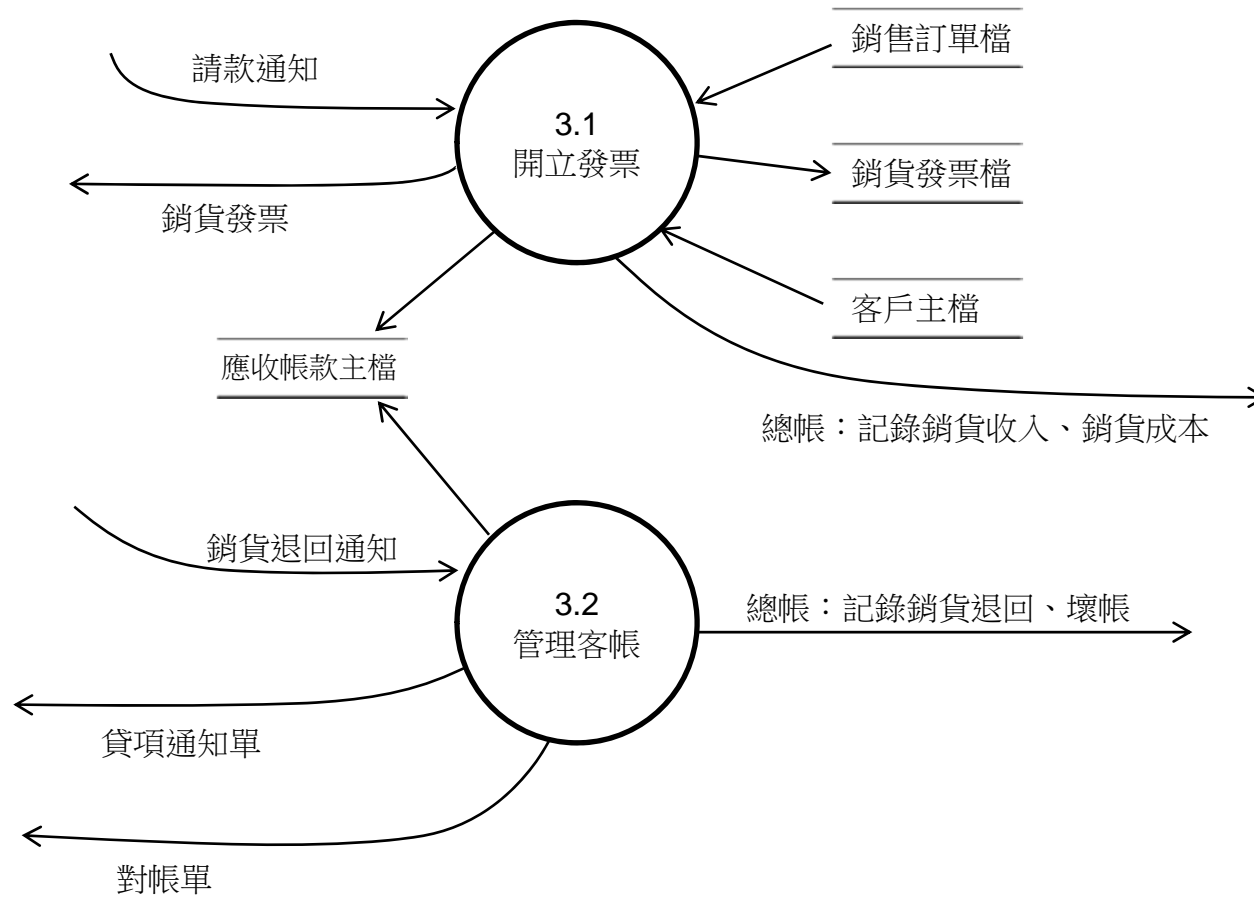 銷售訂單檔
請款通知
3.1
開立發票
銷貨發票檔
銷貨發票
客戶主檔
應收帳款主檔
總帳：記錄銷貨收入、銷貨成本
銷貨退回通知
3.2
管理客帳
總帳：記錄銷貨退回、壞帳
貸項通知單
對帳單